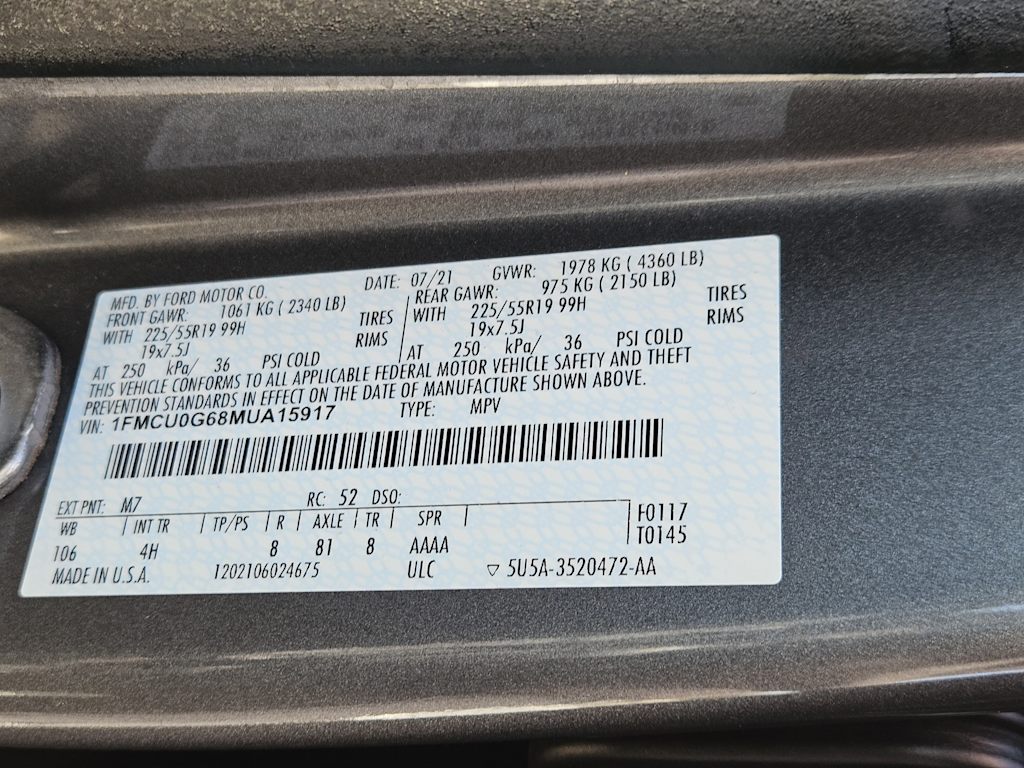 MFD. BY FORD MOTOR CO. DATE: 07/21 GVWR: 1978 KG ( 4360 LB)
FRONT GAWR: 1061 KG ( 2340 LB) REAR GAWR: 975 KG ( 2150 LB)
WITH 225/55R19 99H TIRES WITH 225/55R19 99H TIRES
19x7.5J RIMS 19x7.5J RIMS
AT 250 kPa/ 36 PSI COLD AT 250 kPa/ 36 PSI COLD
THIS VEHICLE CONFORMS TO ALL APPLICABLE FEDERAL MOTOR VEHICLE SAFETY AND THEFT
PREVENTION STANDARDS IN EFFECT ON THE DATE OF MANUFACTURE SHOWN ABOVE.
VIN: 1FMCU0G68MUA15917 TYPE: MPV
EXT PNT: M7 RC: 52 DSO:
WB INT TR TP/PS R AXLE TR SPR F0117
106 4H 8 81 8 AAAA T0145
MADE IN U.S.A. 1202106024675 ULC ▽ 5U5A-3520472-AA